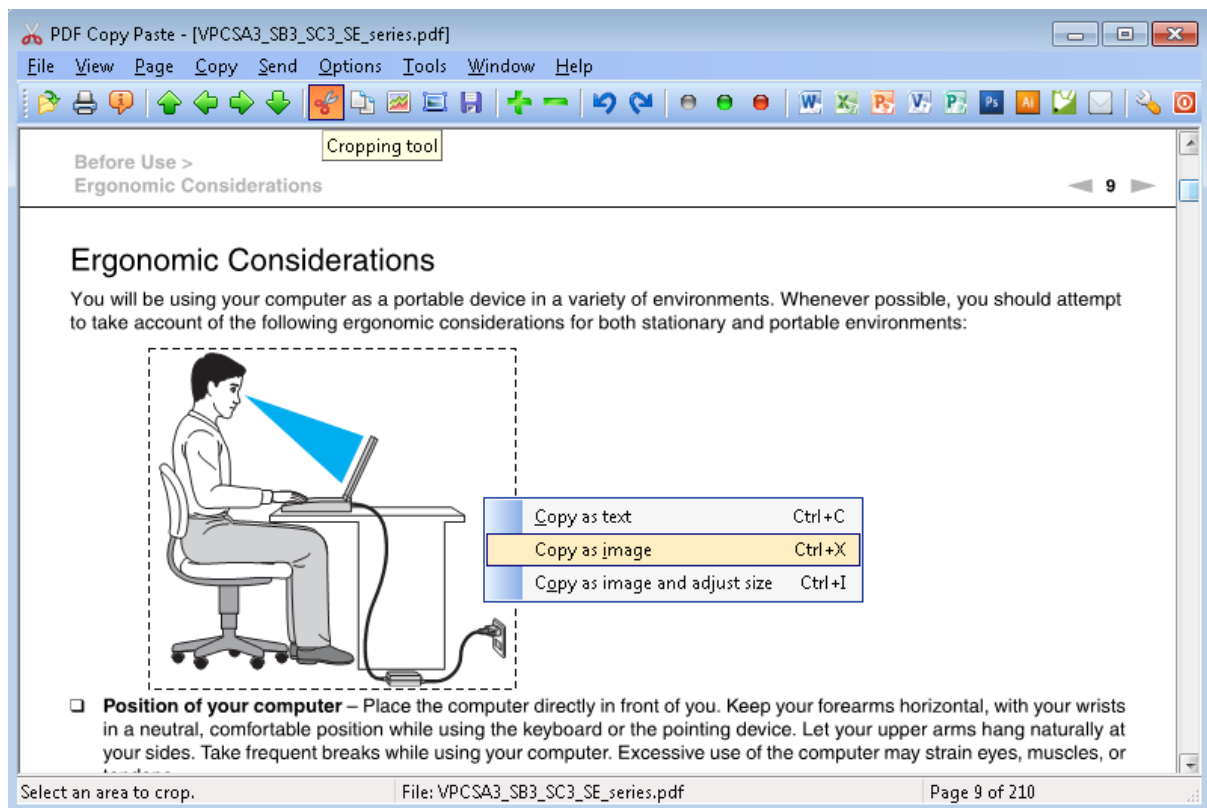 PDF Copy Paste - [VPCSA3_SB3_SC3_SE_series.pdf]
File View Page Copy Send Options Tools Window Help
Cropping tool
Before Use >
Ergonomic Considerations
9
Ergonomic Considerations
You will be using your computer as a portable device in a variety of environments. Whenever possible, you should attempt
to take account of the following ergonomic considerations for both stationary and portable environments:
Copy as text Ctrl+C
Copy as image Ctrl+X
Copy as image and adjust size Ctrl+I
❑ Position of your computer – Place the computer directly in front of you. Keep your forearms horizontal, with your wrists
in a neutral, comfortable position while using the keyboard or the pointing device. Let your upper arms hang naturally at
your sides. Take frequent breaks while using your computer. Excessive use of the computer may strain eyes, muscles, or
Select an area to crop. File: VPCSA3_SB3_SC3_SE_series.pdf Page 9 of 210